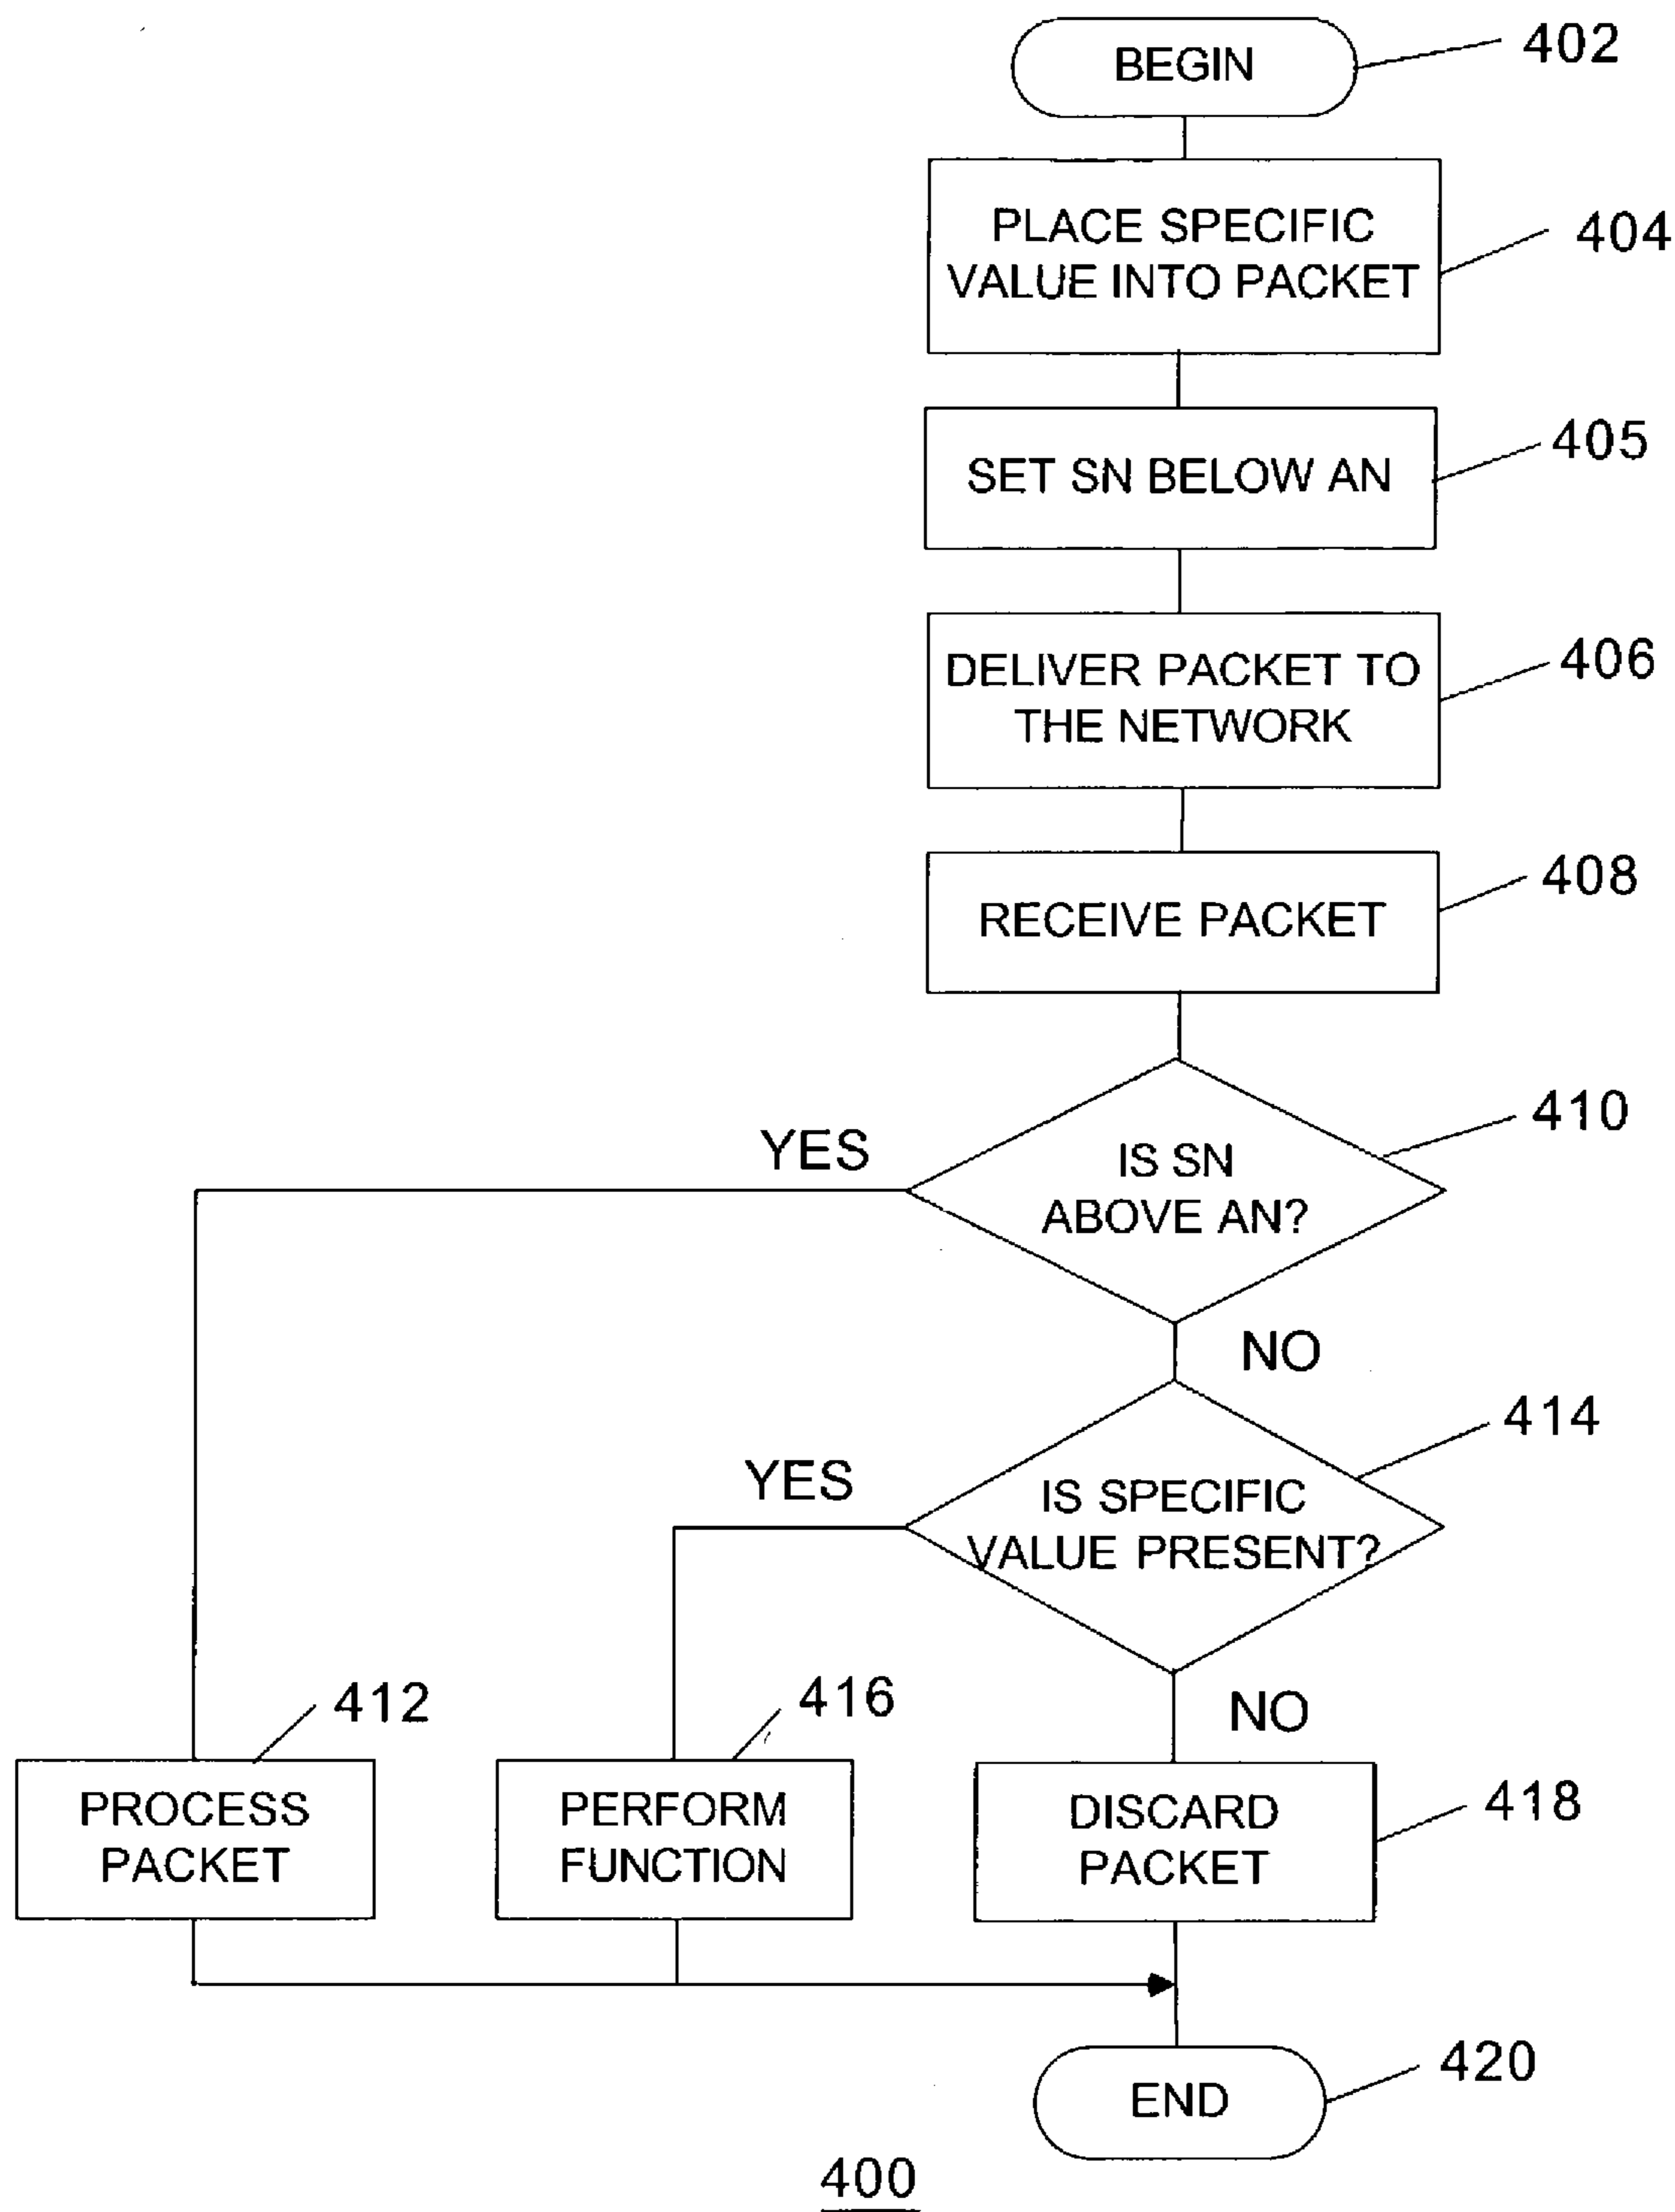 BEGIN
402
PLACE SPECIFIC
VALUE INTO PACKET
404
SET SN BELOW AN
405
DELIVER PACKET TO
THE NETWORK
406
RECEIVE PACKET
408
IS SN
ABOVE AN?
410
YES
NO
IS SPECIFIC
VALUE PRESENT?
414
YES
NO
PROCESS
PACKET
412
PERFORM
FUNCTION
416
DISCARD
PACKET
418
END
420
400